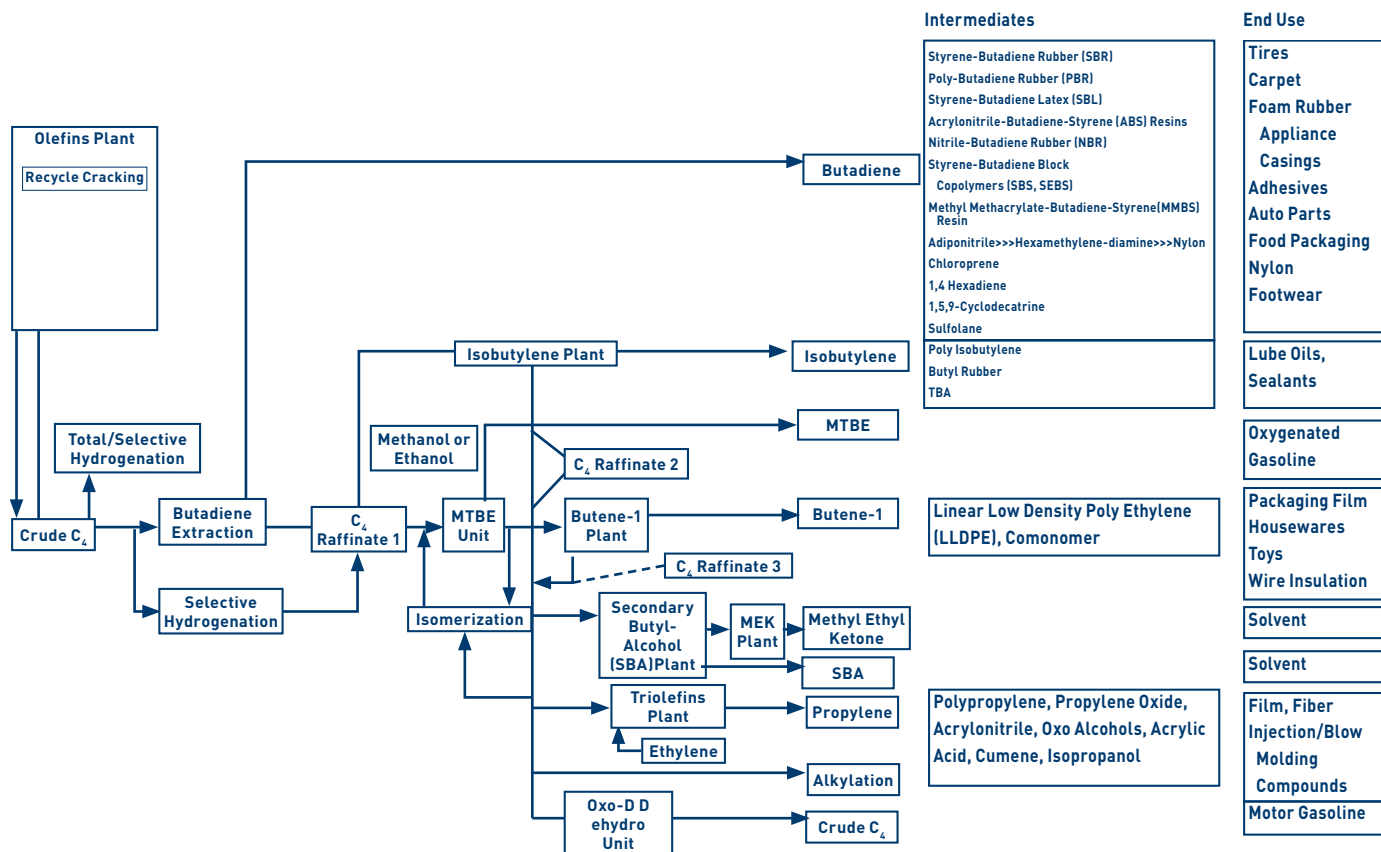 Intermediates
End Use
Olefins Plant
Recycle Cracking
Butadiene
Styrene-Butadiene Rubber (SBR)
Poly-Butadiene Rubber (PBR)
Styrene-Butadiene Latex (SBL)
Acrylonitrile-Butadiene-Styrene (ABS) Resins
Nitrile-Butadiene Rubber (NBR)
Styrene-Butadiene Block
Copolymers (SBS, SEBS)
Methyl Methacrylate-Butadiene-Styrene(MMBS)
Resin
Adiponitrile>>>Hexamethylene-diamine>>>Nylon
Chloroprene
1,4 Hexadiene
1,5,9-Cyclodecatrine
Sulfolane
Tires
Carpet
Foam Rubber
Appliance
Casings
Adhesives
Auto Parts
Food Packaging
Nylon
Footwear
Isobutylene Plant
Isobutylene
Poly Isobutylene
Butyl Rubber
TBA
Lube Oils,
Sealants
Total/Selective
Hydrogenation
Methanol or
Ethanol
MTBE
C₄ Raffinate 2
Oxygenated
Gasoline
Crude C₄
Butadiene
Extraction
C₄
Raffinate 1
MTBE
Unit
Butene-1
Plant
Butene-1
Linear Low Density Poly Ethylene
(LLDPE), Comonomer
Packaging Film
Housewares
Toys
Wire Insulation
C₄ Raffinate 3
Selective
Hydrogenation
Isomerization
Secondary
Butyl-
Alcohol
(SBA)Plant
MEK
Plant
Methyl Ethyl
Ketone
Solvent
SBA
Solvent
Triolefins
Plant
Propylene
Ethylene
Polypropylene, Propylene Oxide,
Acrylonitrile, Oxo Alcohols, Acrylic
Acid, Cumene, Isopropanol
Film, Fiber
Injection/Blow
Molding
Compounds
Alkylation
Motor Gasoline
Oxo-D D
ehydro
Unit
Crude C₄